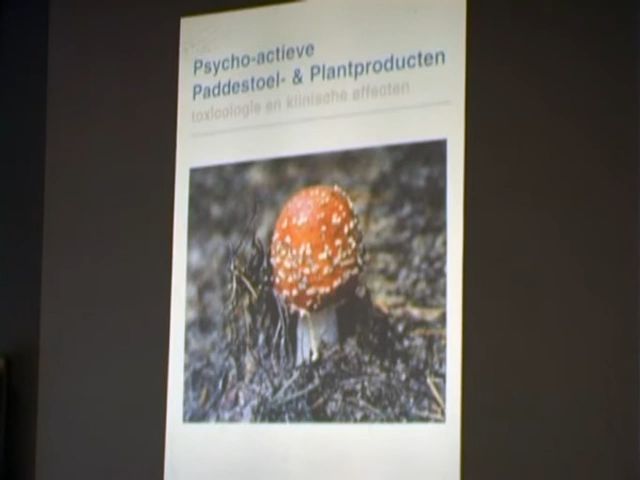 Psycho-actieve
Paddestoel- & Plantproducten
toxicologie en klinische effecten